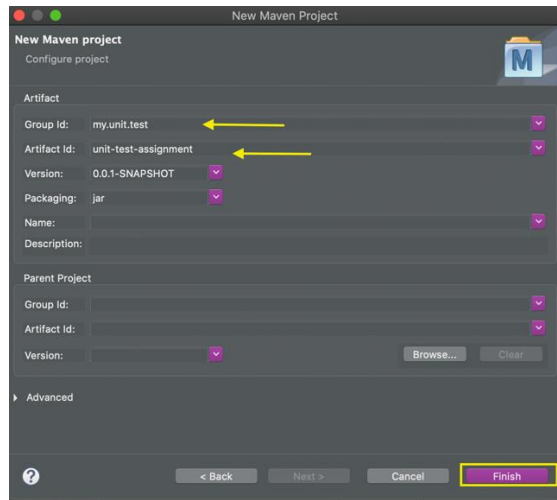 New Maven Project
New Maven project
Configure project
M
Artifact
Group Id: my.unit.test
Artifact Id: unit-test-assignment
Version: 0.0.1-SNAPSHOT
Packaging: jar
Name:
Description:
Parent Project
Group Id:
Artifact Id:
Version: Browse... Clear
Advanced
? < Back Next > Cancel Finish